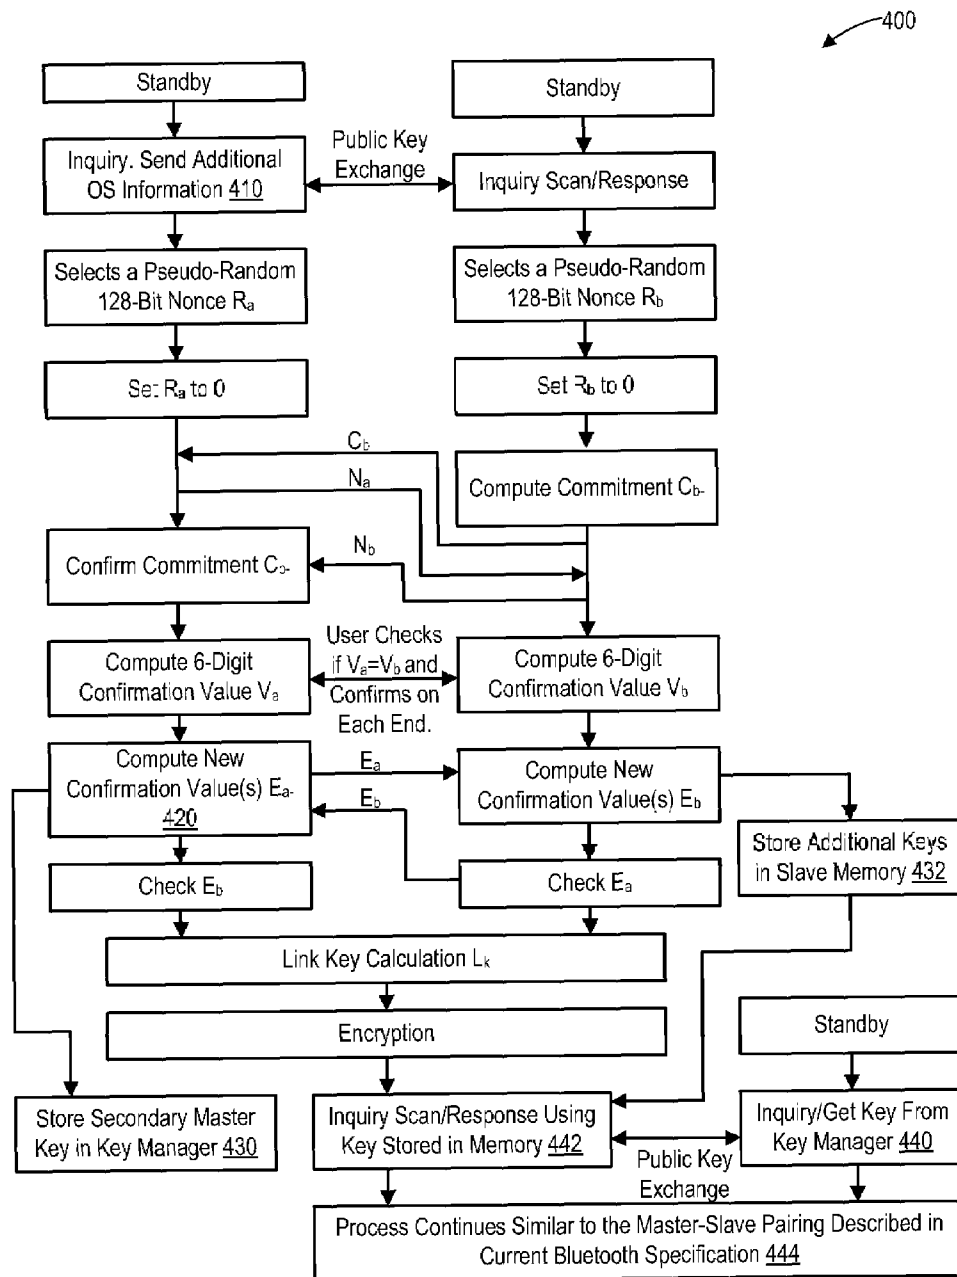 400
Standby
Standby
Inquiry. Send Additional
OS Information 410
Public Key
Exchange
Inquiry Scan/Response
Selects a Pseudo-Random
128-Bit Nonce Ra
Selects a Pseudo-Random
128-Bit Nonce Rb
Set Ra to 0
Set Rb to 0
Cb
Na
Compute Commitment Cb-
Confirm Commitment Cb-
Nb
Compute 6-Digit
Confirmation Value Va
User Checks
if Va=Vb and
Confirms on
Each End.
Compute 6-Digit
Confirmation Value Vb
Compute New
Confirmation Value(s) Ea-
420
Ea
Eb
Compute New
Confirmation Value(s) Eb
Store Additional Keys
in Slave Memory 432
Check Eb
Check Ea
Link Key Calculation Lk
Encryption
Standby
Store Secondary Master
Key in Key Manager 430
Inquiry Scan/Response Using
Key Stored in Memory 442
Public Key
Exchange
Inquiry/Get Key From
Key Manager 440
Process Continues Similar to the Master-Slave Pairing Described in
Current Bluetooth Specification 444